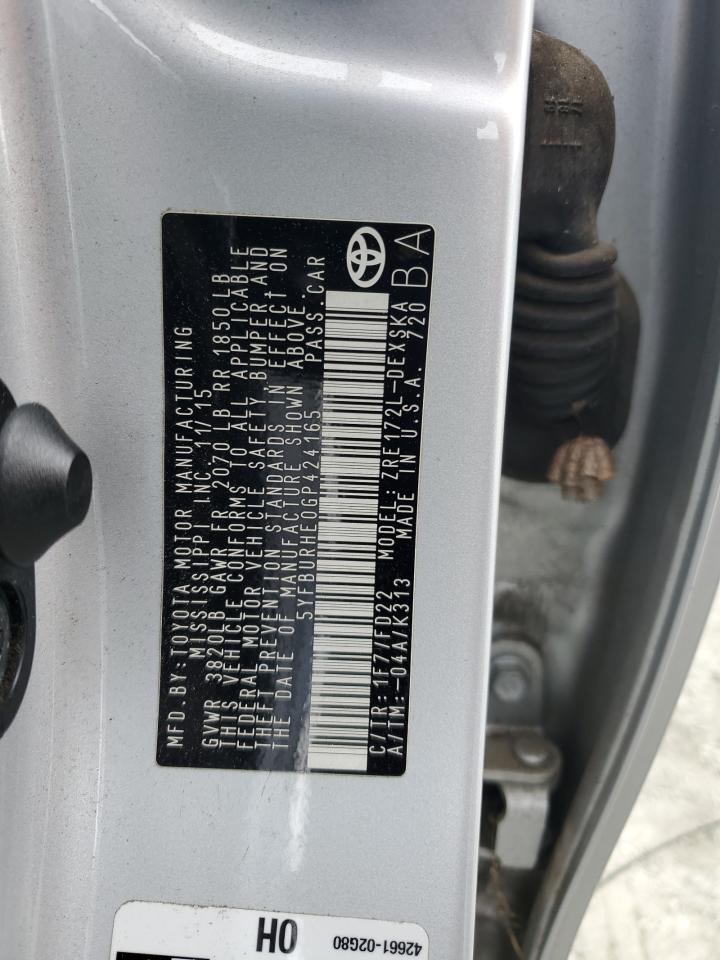 MFD.BY:TOYOTA MOTOR MANUFACTURING
MISSISSIPPI INC. 11/15
GVWR 3820LB GAWR FR 2070 LB RR 1850 LB
THIS VEHICLE CONFORMS TO ALL APPLICABLE
FEDERAL MOTOR VEHICLE SAFETY, BUMPER AND
THEFT PREVENTION STANDARDS IN EFFECT ON
THE DATE OF MANUFACTURE SHOWN ABOVE.
5YFBURHE0GP424165 PASS.CAR
C/TR: 1F7/FD22 MODEL: ZRE172L-DEXSKA
A/TM: -04A/K313 MADE IN U.S.A. 720
BA
0H
42661-02G80